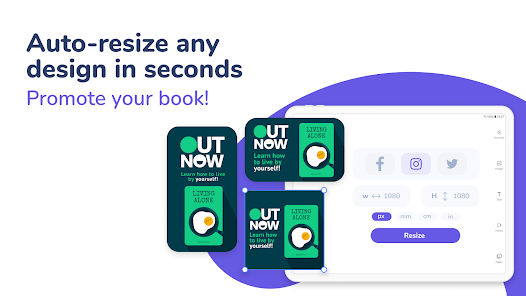 Auto-resize any
design in seconds
Promote your book!
OUT
NOW
Learn how to live
by yourself!
LIVING
ALONE
OUT
NOW
Learn how
to live by
yourself!
LIVING
ALONE
OUT
NOW
Learn how
to live by
yourself!
LIVING
ALONE
w 1080
H 1080
px
mm
cm
in
Resize